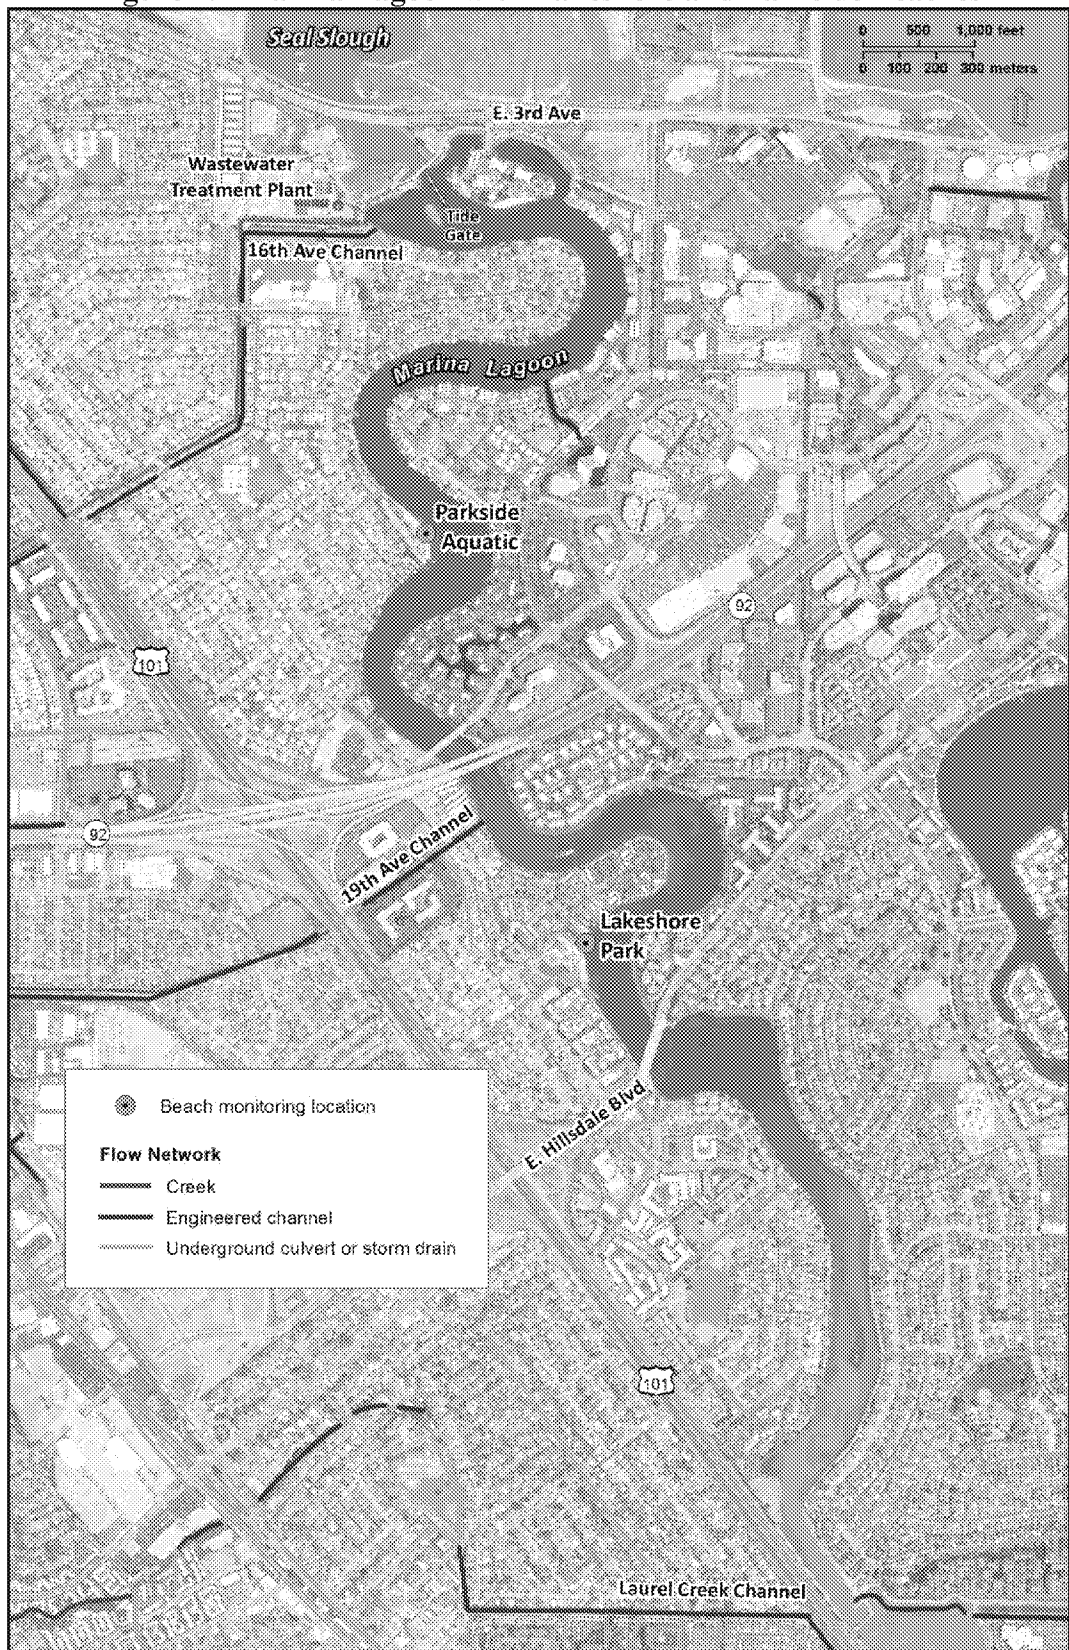 Seal Slough
0 500 1,000 feet
0 100 200 300 meters
E. 3rd Ave
Wastewater
Treatment Plant
Tide
Gate
16th Ave Channel
Marina Lagoon
Parkside
Aquatic
92
101
92
19th Ave Channel
Lakeshore
Park
E. Hillsdale Blvd
Beach monitoring location
Flow Network
Creek
Engineered channel
Underground culvert or storm drain
101
Laurel Creek Channel